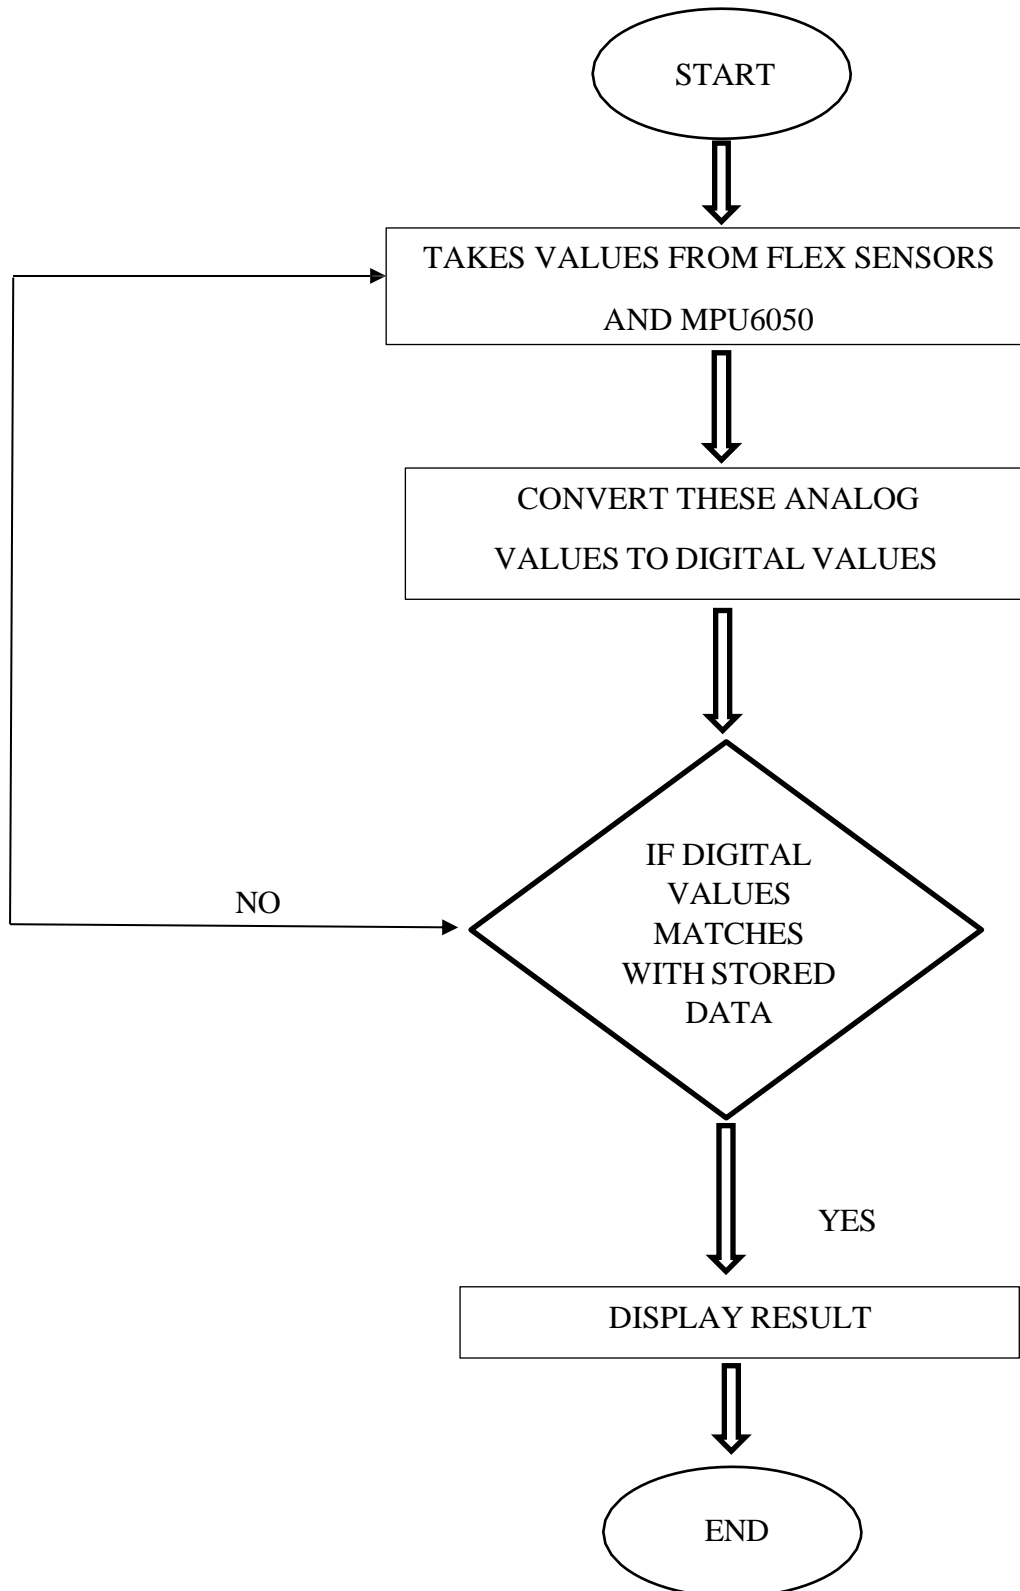 START
TAKES VALUES FROM FLEX SENSORS
AND MPU6050
CONVERT THESE ANALOG
VALUES TO DIGITAL VALUES
IF DIGITAL
VALUES
MATCHES
WITH STORED
DATA
NO
YES
DISPLAY RESULT
END